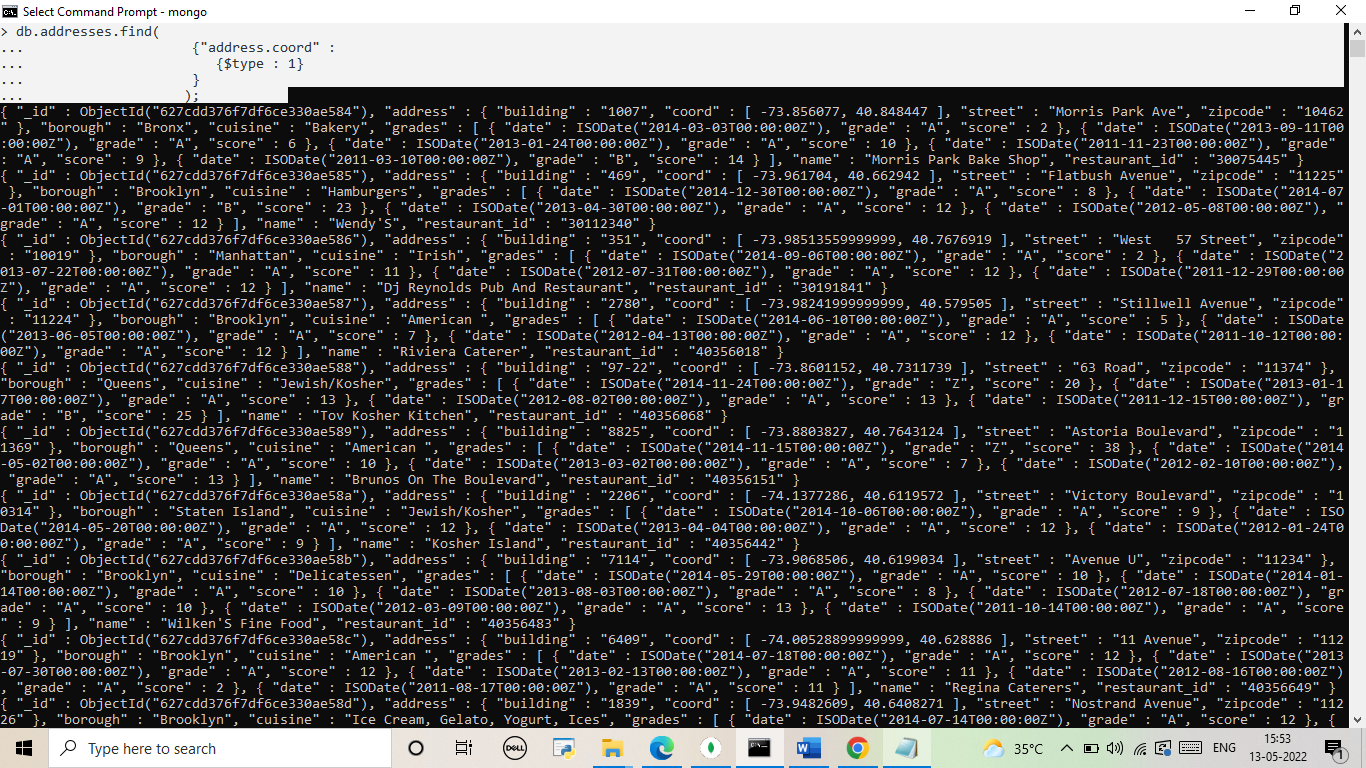 Select Command Prompt - mongo
> db.addresses.find(
... {"address.coord" :
... {$type : 1}
... }
... );
{ "_id" : ObjectId("627cdd376f7df6ce330ae584"), "address" : { "building" : "1007", "coord" : [ -73.856077, 40.848447 ], "street" : "Morris Park Ave", "zipcode" : "10462
" }, "borough" : "Bronx", "cuisine" : "Bakery", "grades" : [ { "date" : ISODate("2014-03-03T00:00:00Z"), "grade" : "A", "score" : 2 }, { "date" : ISODate("2013-09-11T00
:00:00Z"), "grade" : "A", "score" : 6 }, { "date" : ISODate("2013-01-24T00:00:00Z"), "grade" : "A", "score" : 10 }, { "date" : ISODate("2011-11-23T00:00:00Z"), "grade"
: "A", "score" : 9 }, { "date" : ISODate("2011-03-10T00:00:00Z"), "grade" : "B", "score" : 14 } ], "name" : "Morris Park Bake Shop", "restaurant_id" : "30075445" }
{ "_id" : ObjectId("627cdd376f7df6ce330ae585"), "address" : { "building" : "469", "coord" : [ -73.961704, 40.662942 ], "street" : "Flatbush Avenue", "zipcode" : "11225"
 }, "borough" : "Brooklyn", "cuisine" : "Hamburgers", "grades" : [ { "date" : ISODate("2014-12-30T00:00:00Z"), "grade" : "A", "score" : 8 }, { "date" : ISODate("2014-07
-01T00:00:00Z"), "grade" : "B", "score" : 23 }, { "date" : ISODate("2013-04-30T00:00:00Z"), "grade" : "A", "score" : 12 }, { "date" : ISODate("2012-05-08T00:00:00Z"), "
grade" : "A", "score" : 12 } ], "name" : "Wendy'S", "restaurant_id" : "30112340" }
{ "_id" : ObjectId("627cdd376f7df6ce330ae586"), "address" : { "building" : "351", "coord" : [ -73.98513559999999, 40.7676919 ], "street" : "West   57 Street", "zipcode"
 : "10019" }, "borough" : "Manhattan", "cuisine" : "Irish", "grades" : [ { "date" : ISODate("2014-09-06T00:00:00Z"), "grade" : "A", "score" : 2 }, { "date" : ISODate("2
013-07-22T00:00:00Z"), "grade" : "A", "score" : 11 }, { "date" : ISODate("2012-07-31T00:00:00Z"), "grade" : "A", "score" : 12 }, { "date" : ISODate("2011-12-29T00:00:00
Z"), "grade" : "A", "score" : 12 } ], "name" : "Dj Reynolds Pub And Restaurant", "restaurant_id" : "30191841" }
{ "_id" : ObjectId("627cdd376f7df6ce330ae587"), "address" : { "building" : "2780", "coord" : [ -73.98241999999999, 40.579505 ], "street" : "Stillwell Avenue", "zipcode"
 : "11224" }, "borough" : "Brooklyn", "cuisine" : "American ", "grades" : [ { "date" : ISODate("2014-06-10T00:00:00Z"), "grade" : "A", "score" : 5 }, { "date" : ISODate
("2013-06-05T00:00:00Z"), "grade" : "A", "score" : 7 }, { "date" : ISODate("2012-04-13T00:00:00Z"), "grade" : "A", "score" : 12 }, { "date" : ISODate("2011-10-12T00:00:
00Z"), "grade" : "A", "score" : 12 } ], "name" : "Riviera Caterer", "restaurant_id" : "40356018" }
{ "_id" : ObjectId("627cdd376f7df6ce330ae588"), "address" : { "building" : "97-22", "coord" : [ -73.8601152, 40.7311739 ], "street" : "63 Road", "zipcode" : "11374" },
"borough" : "Queens", "cuisine" : "Jewish/Kosher", "grades" : [ { "date" : ISODate("2014-11-24T00:00:00Z"), "grade" : "Z", "score" : 20 }, { "date" : ISODate("2013-01-1
7T00:00:00Z"), "grade" : "A", "score" : 13 }, { "date" : ISODate("2012-08-02T00:00:00Z"), "grade" : "A", "score" : 13 }, { "date" : ISODate("2011-12-15T00:00:00Z"), "gr
ade" : "B", "score" : 25 } ], "name" : "Tov Kosher Kitchen", "restaurant_id" : "40356068" }
{ "_id" : ObjectId("627cdd376f7df6ce330ae589"), "address" : { "building" : "8825", "coord" : [ -73.8803827, 40.7643124 ], "street" : "Astoria Boulevard", "zipcode" : "1
1369" }, "borough" : "Queens", "cuisine" : "American ", "grades" : [ { "date" : ISODate("2014-11-15T00:00:00Z"), "grade" : "Z", "score" : 38 }, { "date" : ISODate("2014
-05-02T00:00:00Z"), "grade" : "A", "score" : 10 }, { "date" : ISODate("2013-03-02T00:00:00Z"), "grade" : "A", "score" : 7 }, { "date" : ISODate("2012-02-10T00:00:00Z"),
 "grade" : "A", "score" : 13 } ], "name" : "Brunos On The Boulevard", "restaurant_id" : "40356151" }
{ "_id" : ObjectId("627cdd376f7df6ce330ae58a"), "address" : { "building" : "2206", "coord" : [ -74.1377286, 40.6119572 ], "street" : "Victory Boulevard", "zipcode" : "1
0314" }, "borough" : "Staten Island", "cuisine" : "Jewish/Kosher", "grades" : [ { "date" : ISODate("2014-10-06T00:00:00Z"), "grade" : "A", "score" : 9 }, { "date" : ISO
Date("2014-05-20T00:00:00Z"), "grade" : "A", "score" : 12 }, { "date" : ISODate("2013-04-04T00:00:00Z"), "grade" : "A", "score" : 12 }, { "date" : ISODate("2012-01-24T0
0:00:00Z"), "grade" : "A", "score" : 9 } ], "name" : "Kosher Island", "restaurant_id" : "40356442" }
{ "_id" : ObjectId("627cdd376f7df6ce330ae58b"), "address" : { "building" : "7114", "coord" : [ -73.9068506, 40.6199034 ], "street" : "Avenue U", "zipcode" : "11234" },
"borough" : "Brooklyn", "cuisine" : "Delicatessen", "grades" : [ { "date" : ISODate("2014-05-29T00:00:00Z"), "grade" : "A", "score" : 10 }, { "date" : ISODate("2014-01-
14T00:00:00Z"), "grade" : "A", "score" : 10 }, { "date" : ISODate("2013-08-03T00:00:00Z"), "grade" : "A", "score" : 8 }, { "date" : ISODate("2012-07-18T00:00:00Z"), "gr
ade" : "A", "score" : 10 }, { "date" : ISODate("2012-03-09T00:00:00Z"), "grade" : "A", "score" : 13 }, { "date" : ISODate("2011-10-14T00:00:00Z"), "grade" : "A", "score
" : 9 } ], "name" : "Wilken'S Fine Food", "restaurant_id" : "40356483" }
{ "_id" : ObjectId("627cdd376f7df6ce330ae58c"), "address" : { "building" : "6409", "coord" : [ -74.00528899999999, 40.628886 ], "street" : "11 Avenue", "zipcode" : "112
19" }, "borough" : "Brooklyn", "cuisine" : "American ", "grades" : [ { "date" : ISODate("2014-07-18T00:00:00Z"), "grade" : "A", "score" : 12 }, { "date" : ISODate("2013
-07-30T00:00:00Z"), "grade" : "A", "score" : 12 }, { "date" : ISODate("2013-02-13T00:00:00Z"), "grade" : "A", "score" : 11 }, { "date" : ISODate("2012-08-16T00:00:00Z")
, "grade" : "A", "score" : 2 }, { "date" : ISODate("2011-08-17T00:00:00Z"), "grade" : "A", "score" : 11 } ], "name" : "Regina Caterers", "restaurant_id" : "40356649" }
{ "_id" : ObjectId("627cdd376f7df6ce330ae58d"), "address" : { "building" : "1839", "coord" : [ -73.9482609, 40.6408271 ], "street" : "Nostrand Avenue", "zipcode" : "112
26" }, "borough" : "Brooklyn", "cuisine" : "Ice Cream, Gelato, Yogurt, Ices", "grades" : [ { "date" : ISODate("2014-07-14T00:00:00Z"), "grade" : "A", "score" : 12 }, {
Type here to search
DELL
35°C
ENG
15:53
13-05-2022
1